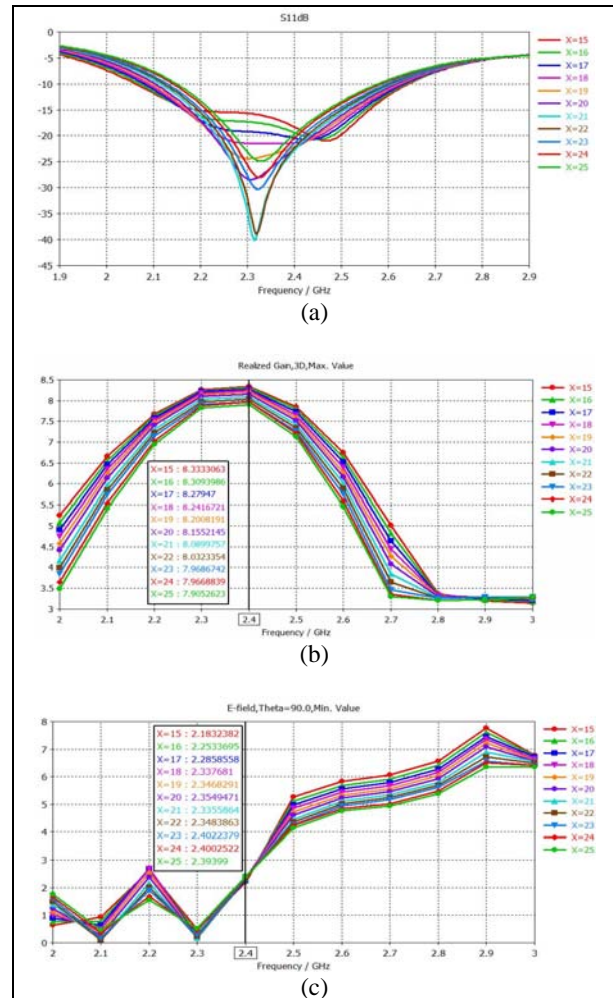 S11dB
0
-5
-10
-15
-20
-25
-30
-35
-40
-45
1.9 2 2.1 2.2 2.3 2.4 2.5 2.6 2.7 2.8 2.9
Frequency / GHz
X=15
X=16
X=17
X=18
X=19
X=20
X=21
X=22
X=23
X=24
X=25
(a)
Realized Gain,3D,Max. Value
8.5
8
7.5
7
6.5
6
5.5
5
4.5
4
3.5
3
2 2.1 2.2 2.3 2.4 2.5 2.6 2.7 2.8 2.9 3
Frequency / GHz
X=15 : 8.3333063
X=16 : 8.3093986
X=17 : 8.27947
X=18 : 8.2416721
X=19 : 8.2008191
X=20 : 8.1552145
X=21 : 8.0899757
X=22 : 8.0323354
X=23 : 7.9686742
X=24 : 7.9668839
X=25 : 7.9052623
X=15
X=16
X=17
X=18
X=19
X=20
X=21
X=22
X=23
X=24
X=25
(b)
E-field,Theta=90.0,Min. Value
8
7
6
5
4
3
2
1
0
2 2.1 2.2 2.3 2.4 2.5 2.6 2.7 2.8 2.9 3
Frequency / GHz
X=15 : 2.1832382
X=16 : 2.2533695
X=17 : 2.2858558
X=18 : 2.337681
X=19 : 2.3468291
X=20 : 2.3549471
X=21 : 2.3355864
X=22 : 2.3483863
X=23 : 2.4022379
X=24 : 2.4002522
X=25 : 2.39399
X=15
X=16
X=17
X=18
X=19
X=20
X=21
X=22
X=23
X=24
X=25
(c)